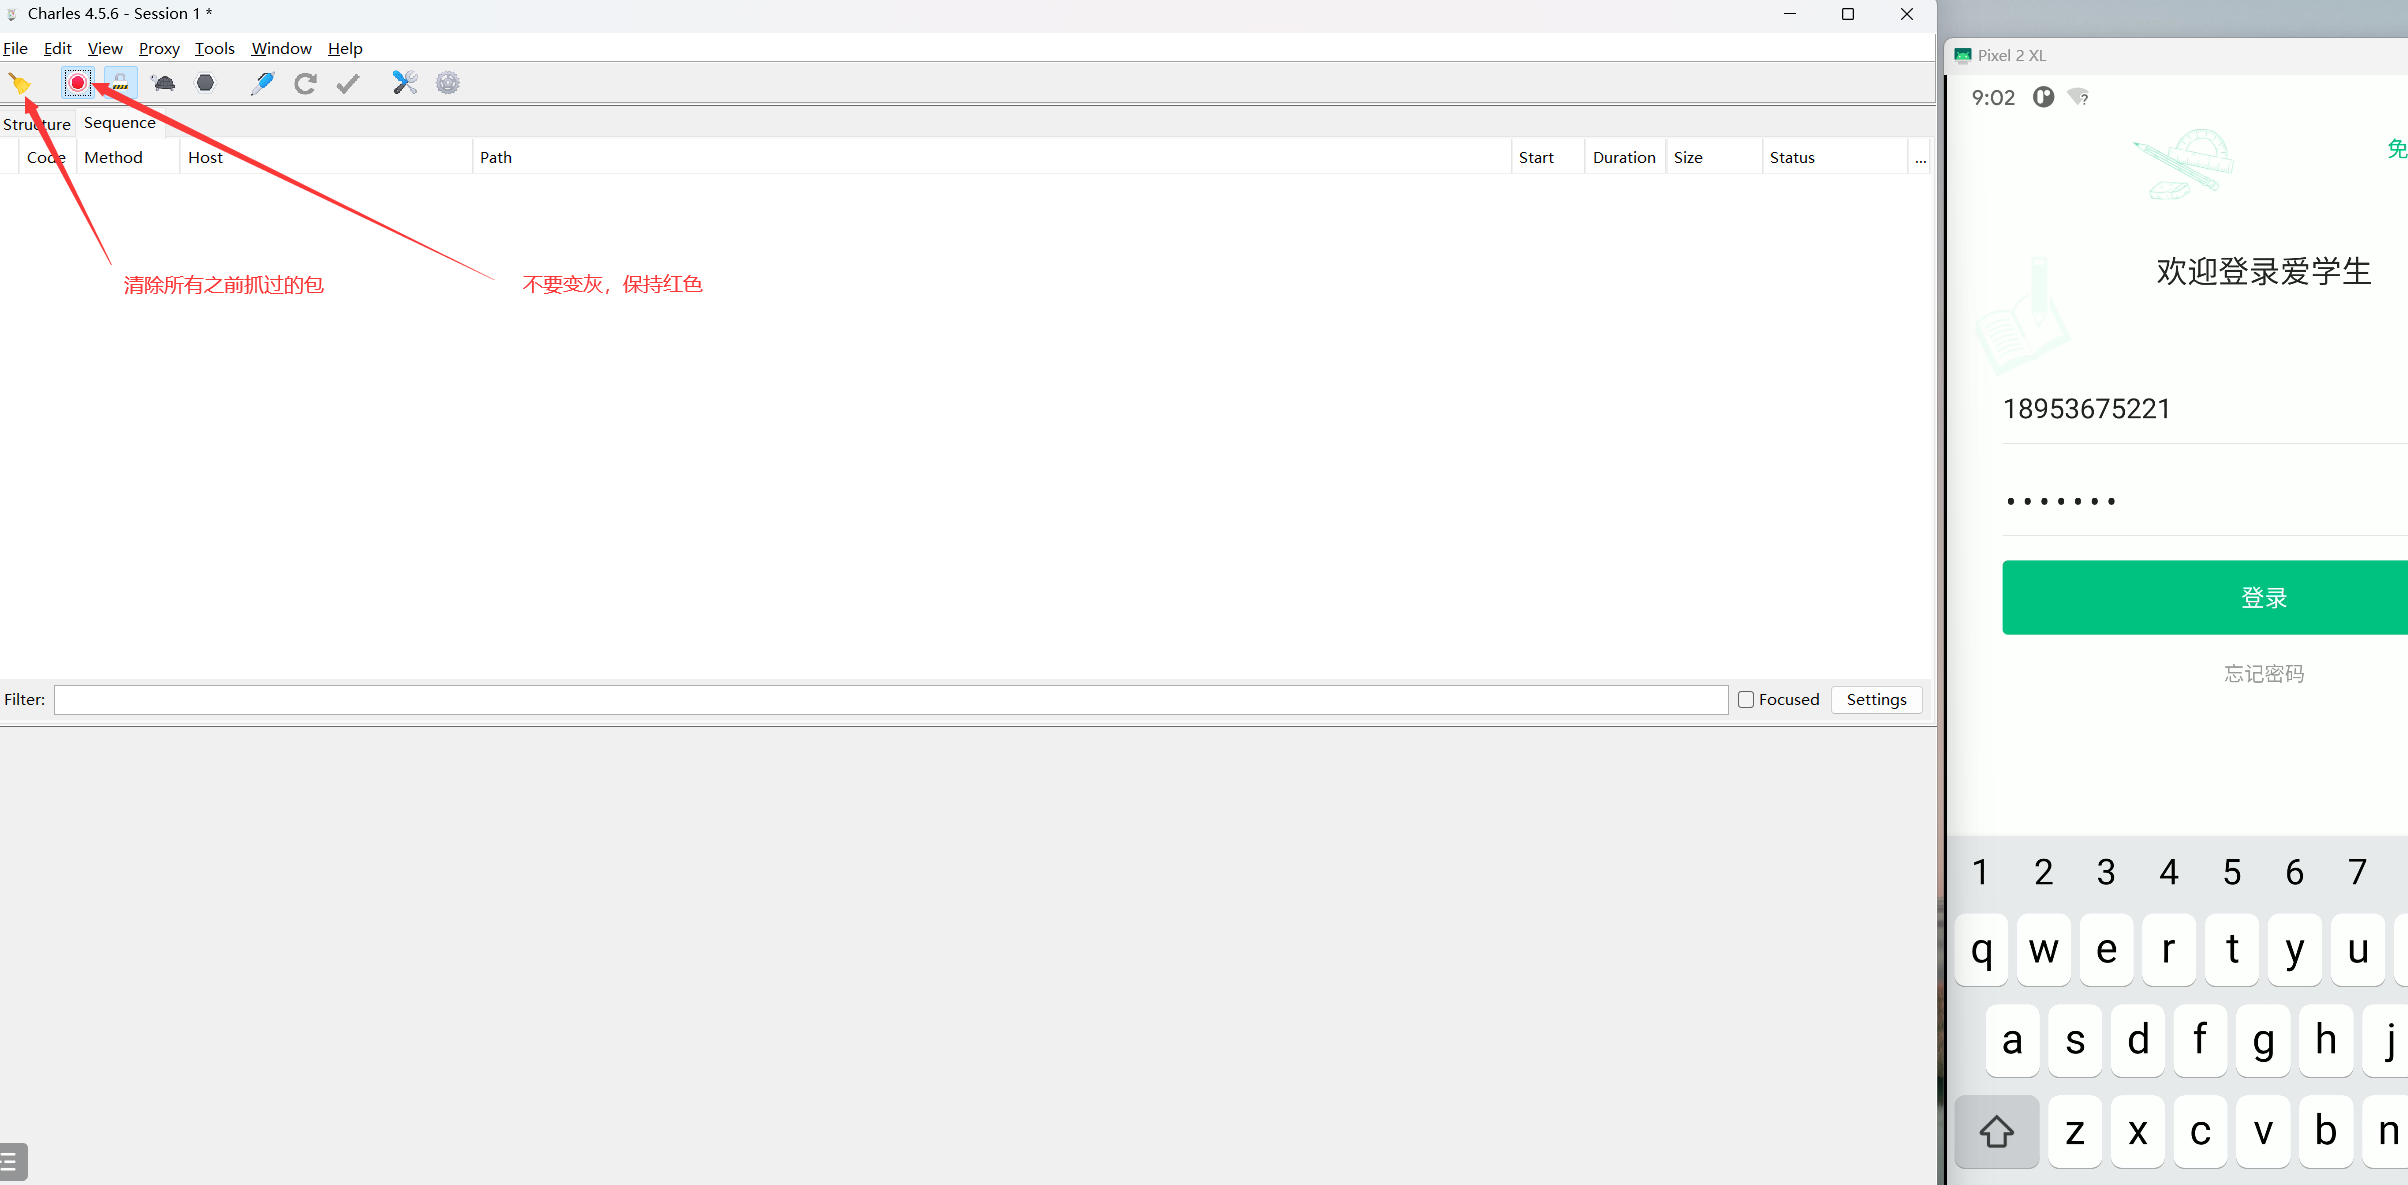 Charles 4.5.6 - Session 1 *
File Edit View Proxy Tools Window Help
Structure Sequence
Code Method Host Path Start Duration Size Status ...
清除所有之前抓过的包
不要变灰，保持红色
Filter: Focused Settings
Pixel 2 XL
9:02
免
欢迎登录爱学生
18953675221
•••••••
登录
忘记密码
1 2 3 4 5 6 7
q w e r t y u
a s d f g h j
z x c v b n